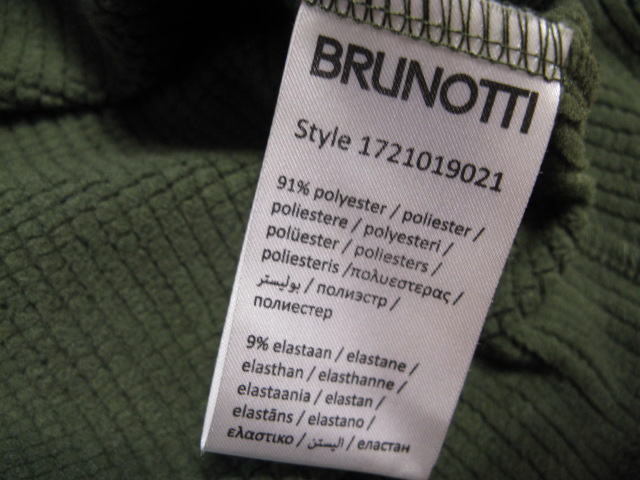 BRUNOTTI
Style 1721019021
91% polyester / poliester /
poliestere / polyesteri /
polüester / poliesters /
poliesteris /πολυεστερας /
بوليستر / полиэстр /
полиестер
9% elastaan / elastane /
elasthan / elasthanne /
elastaania / elastan /
elastāns / elastano /
ελαστικο / اليستن / еластан